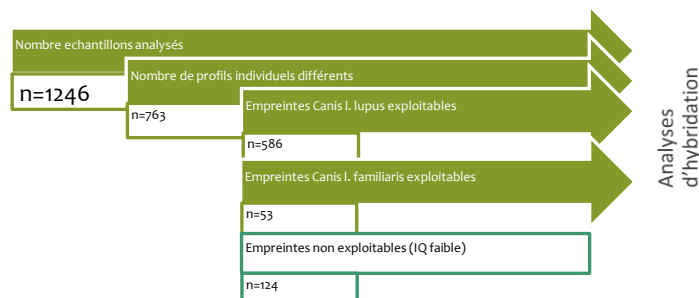 Nombre echantillons analysés
n=1246
Nombre de profils individuels différents
n=763
Empreintes Canis l. lupus exploitables
n=586
Empreintes Canis l. familiaris exploitables
n=53
Empreintes non exploitables (IQ faible)
n=124
Analyses
d’hybridation